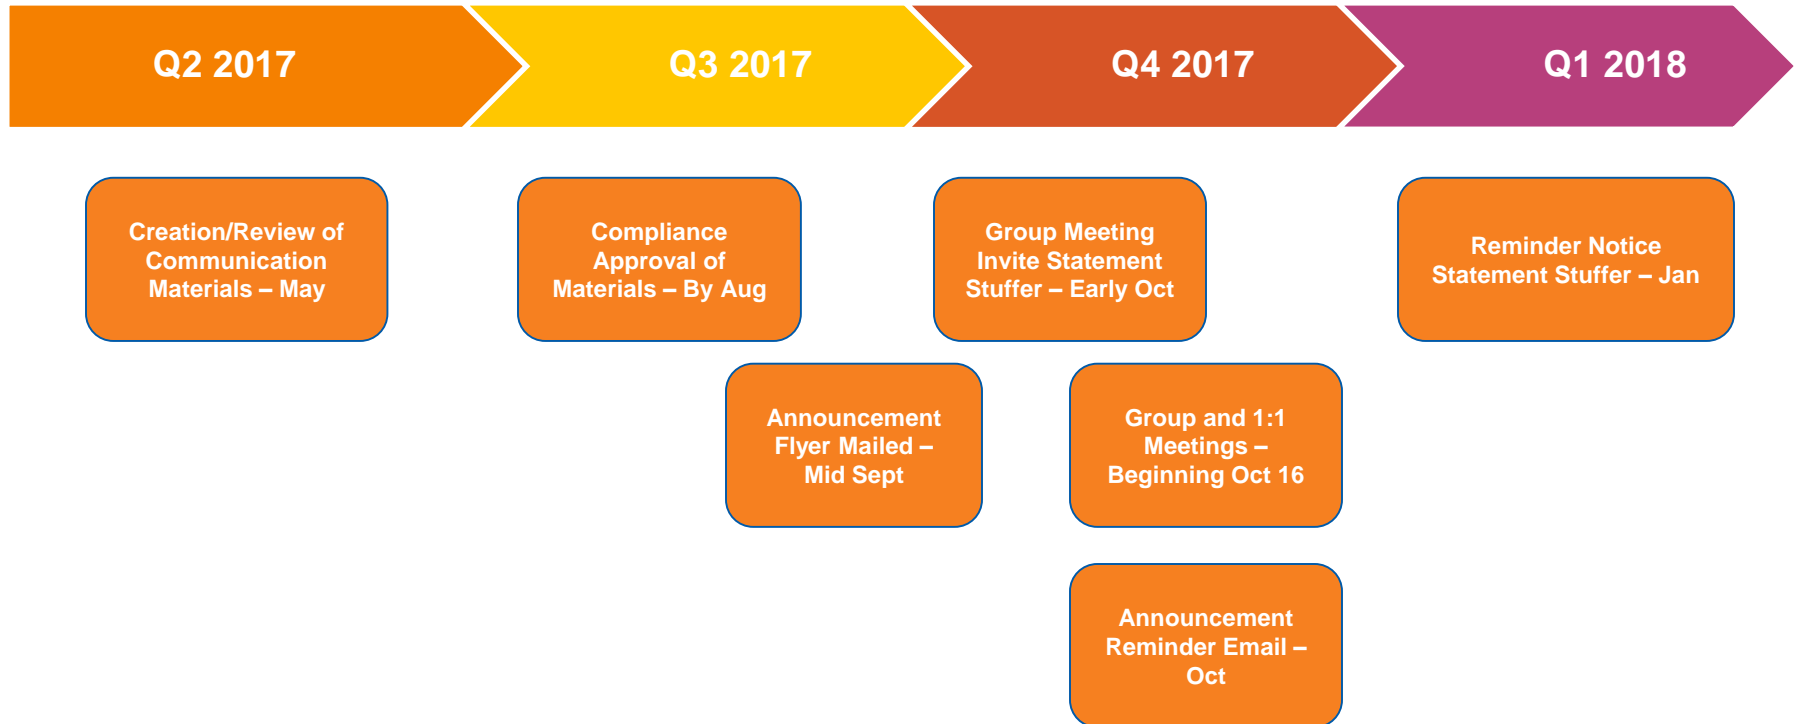 Q2 2017
Q3 2017
Q4 2017
Q1 2018
Creation/Review of
Communication
Materials – May
Compliance
Approval of
Materials – By Aug
Group Meeting
Invite Statement
Stuffer – Early Oct
Reminder Notice
Statement Stuffer – Jan
Announcement
Flyer Mailed –
Mid Sept
Group and 1:1
Meetings –
Beginning Oct 16
Announcement
Reminder Email –
Oct